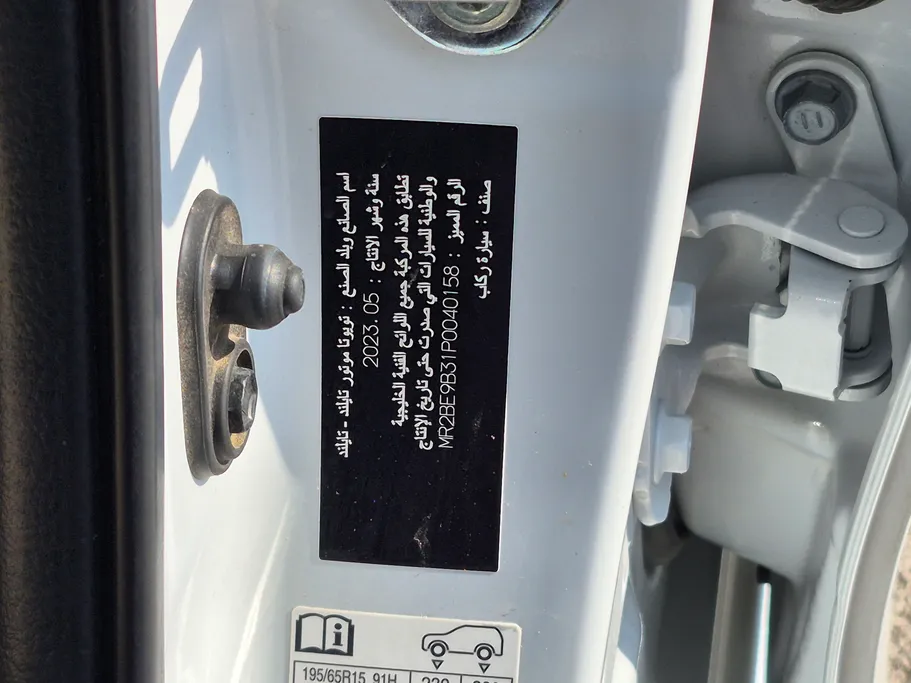 اسم الصانع وبلد الصنع : تويوتا موتور تايلند - تايلند
سنة وشهر الانتاج : 2023.05
تطابق هذه المركبة جميع اللوائح الفنية الخليجية
والوطنية للسيارات التي صدرت حتى تاريخ الإنتاج
الرقم المميز : MR2BE9B31P0040158
صنف : سيارة ركاب
195/65R15 91H